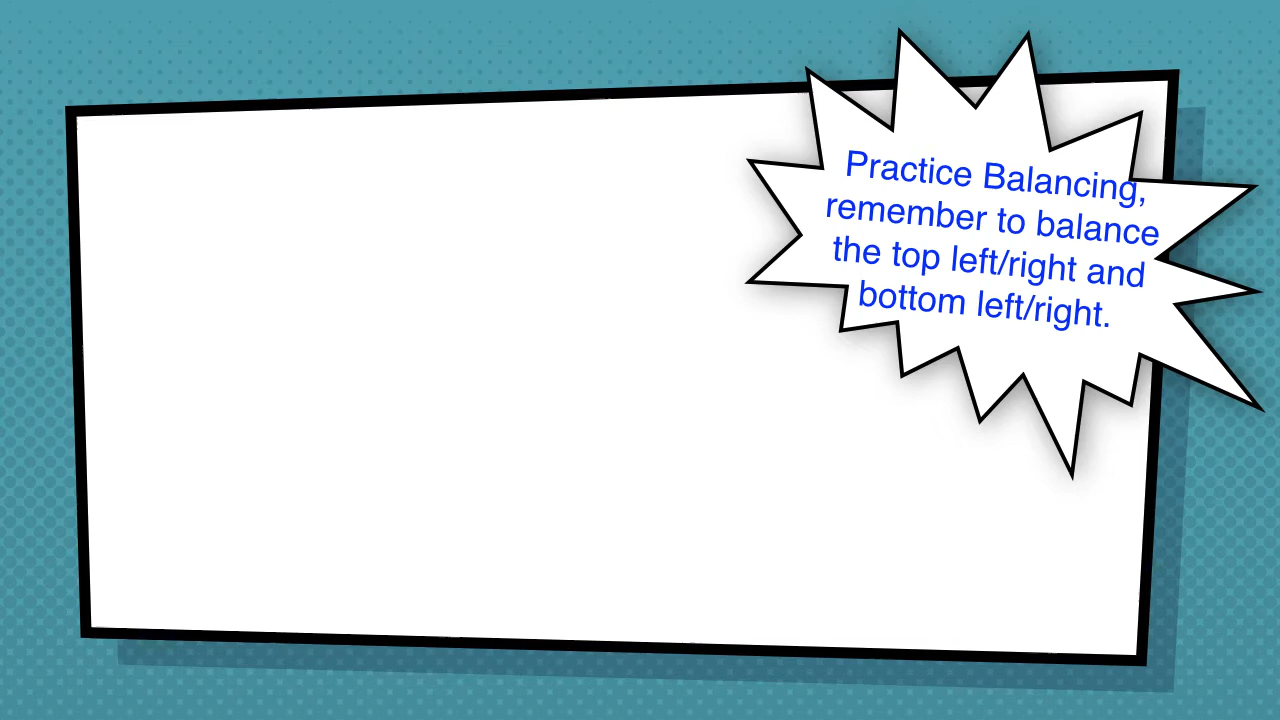 Practice Balancing,
remember to balance
the top left/right and
bottom left/right.